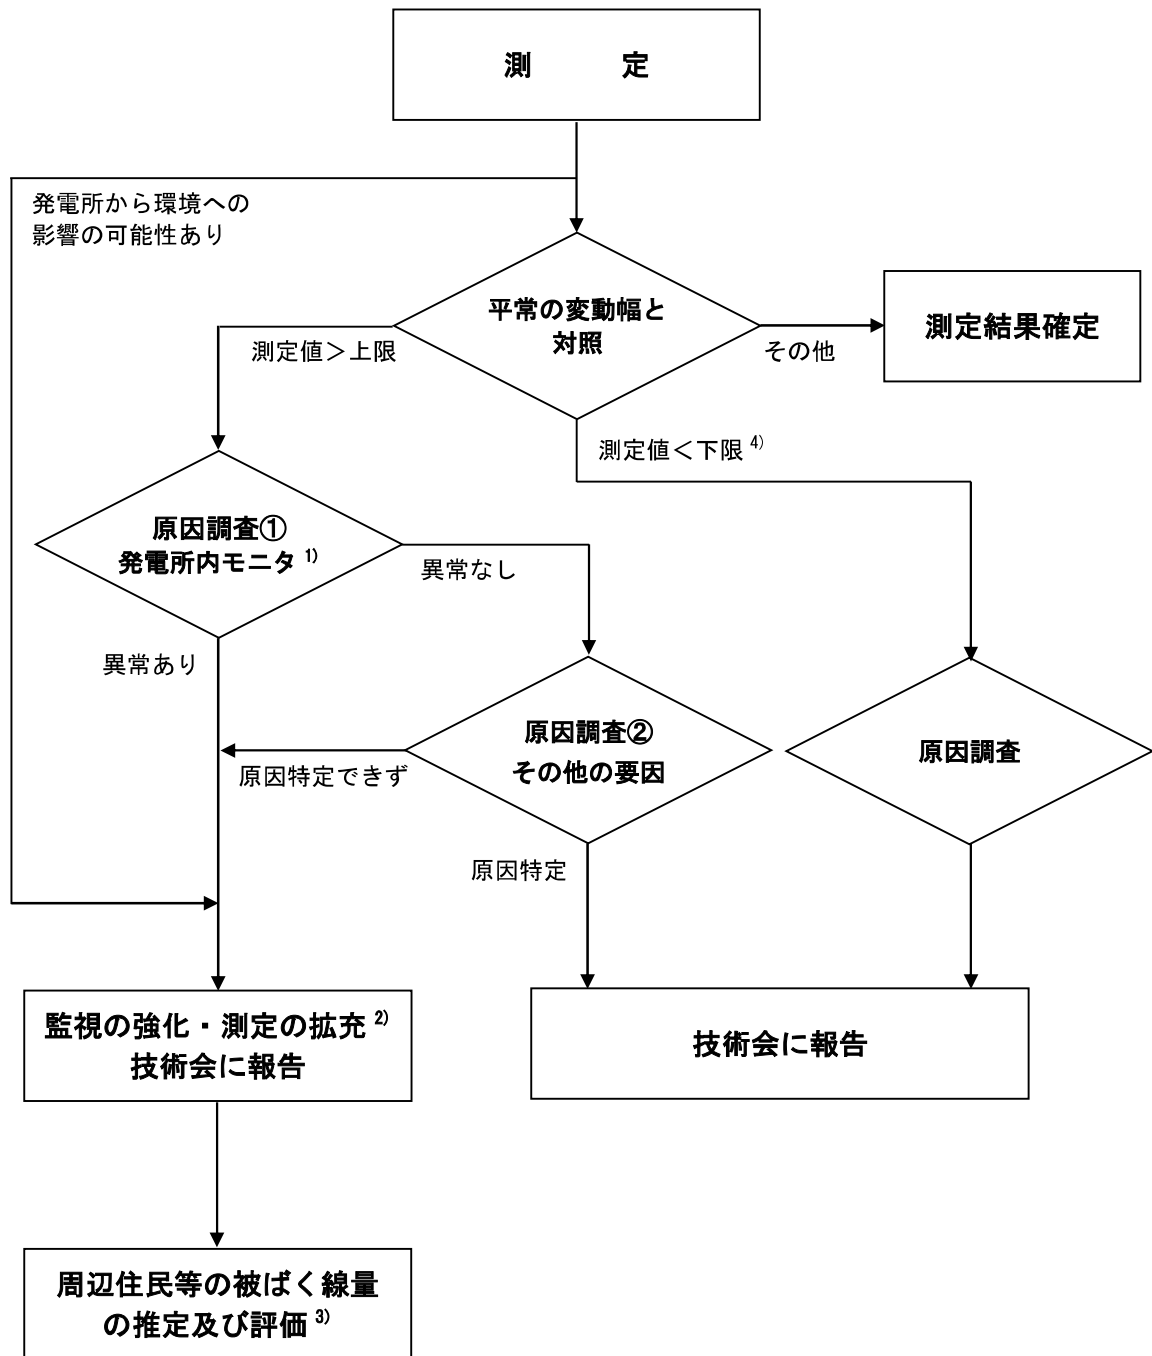 測　　　定
発電所から環境への
影響の可能性あり
平常の変動幅と
対照
測定結果確定
測定値＞上限
その他
測定値＜下限 4)
原因調査①
発電所内モニタ 1)
異常なし
異常あり
原因調査②
その他の要因
原因調査
原因特定できず
原因特定
監視の強化・測定の拡充 2)
技術会に報告
技術会に報告
周辺住民等の被ばく線量
の推定及び評価 3)